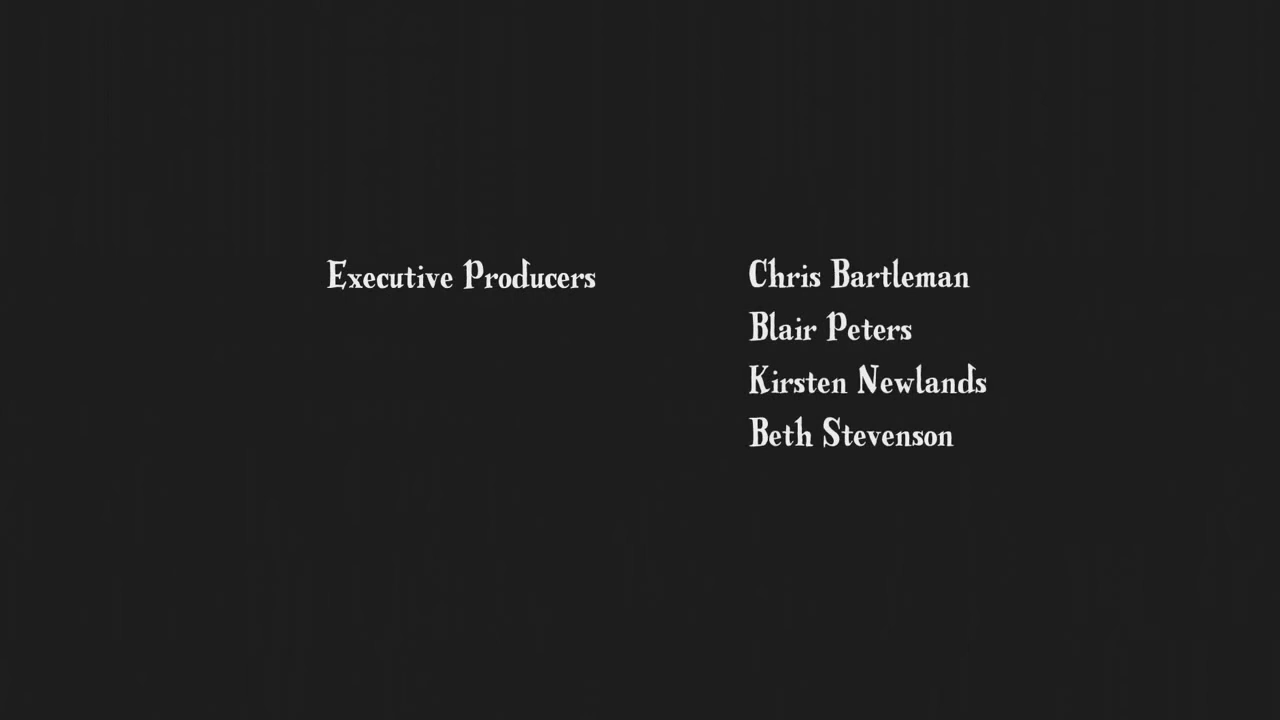 Executive Producers Chris Bartleman
Blair Peters
Kirsten Newlands
Beth Stevenson